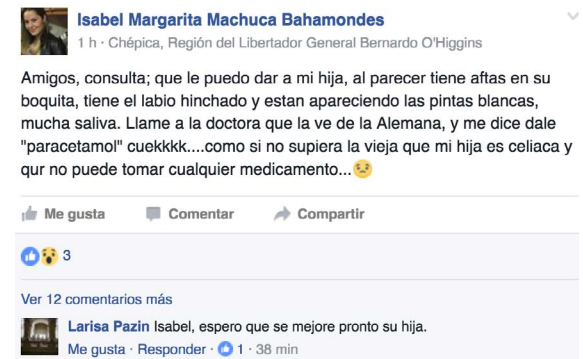 Isabel Margarita Machuca Bahamondes
1 h · Chépica, Región del Libertador General Bernardo O'Higgins
Amigos, consulta; que le puedo dar a mi hija, al parecer tiene aftas en su
boquita, tiene el labio hinchado y estan apareciendo las pintas blancas,
mucha saliva. Llame a la doctora que la ve de la Alemana, y me dice dale
"paracetamol" cuekkkk....como si no supiera la vieja que mi hija es celiaca y
qur no puede tomar cualquier medicamento...😟
Me gusta Comentar Compartir
3
Ver 12 comentarios más
Larisa Pazin Isabel, espero que se mejore pronto su hija.
Me gusta · Responder · 1 · 38 min